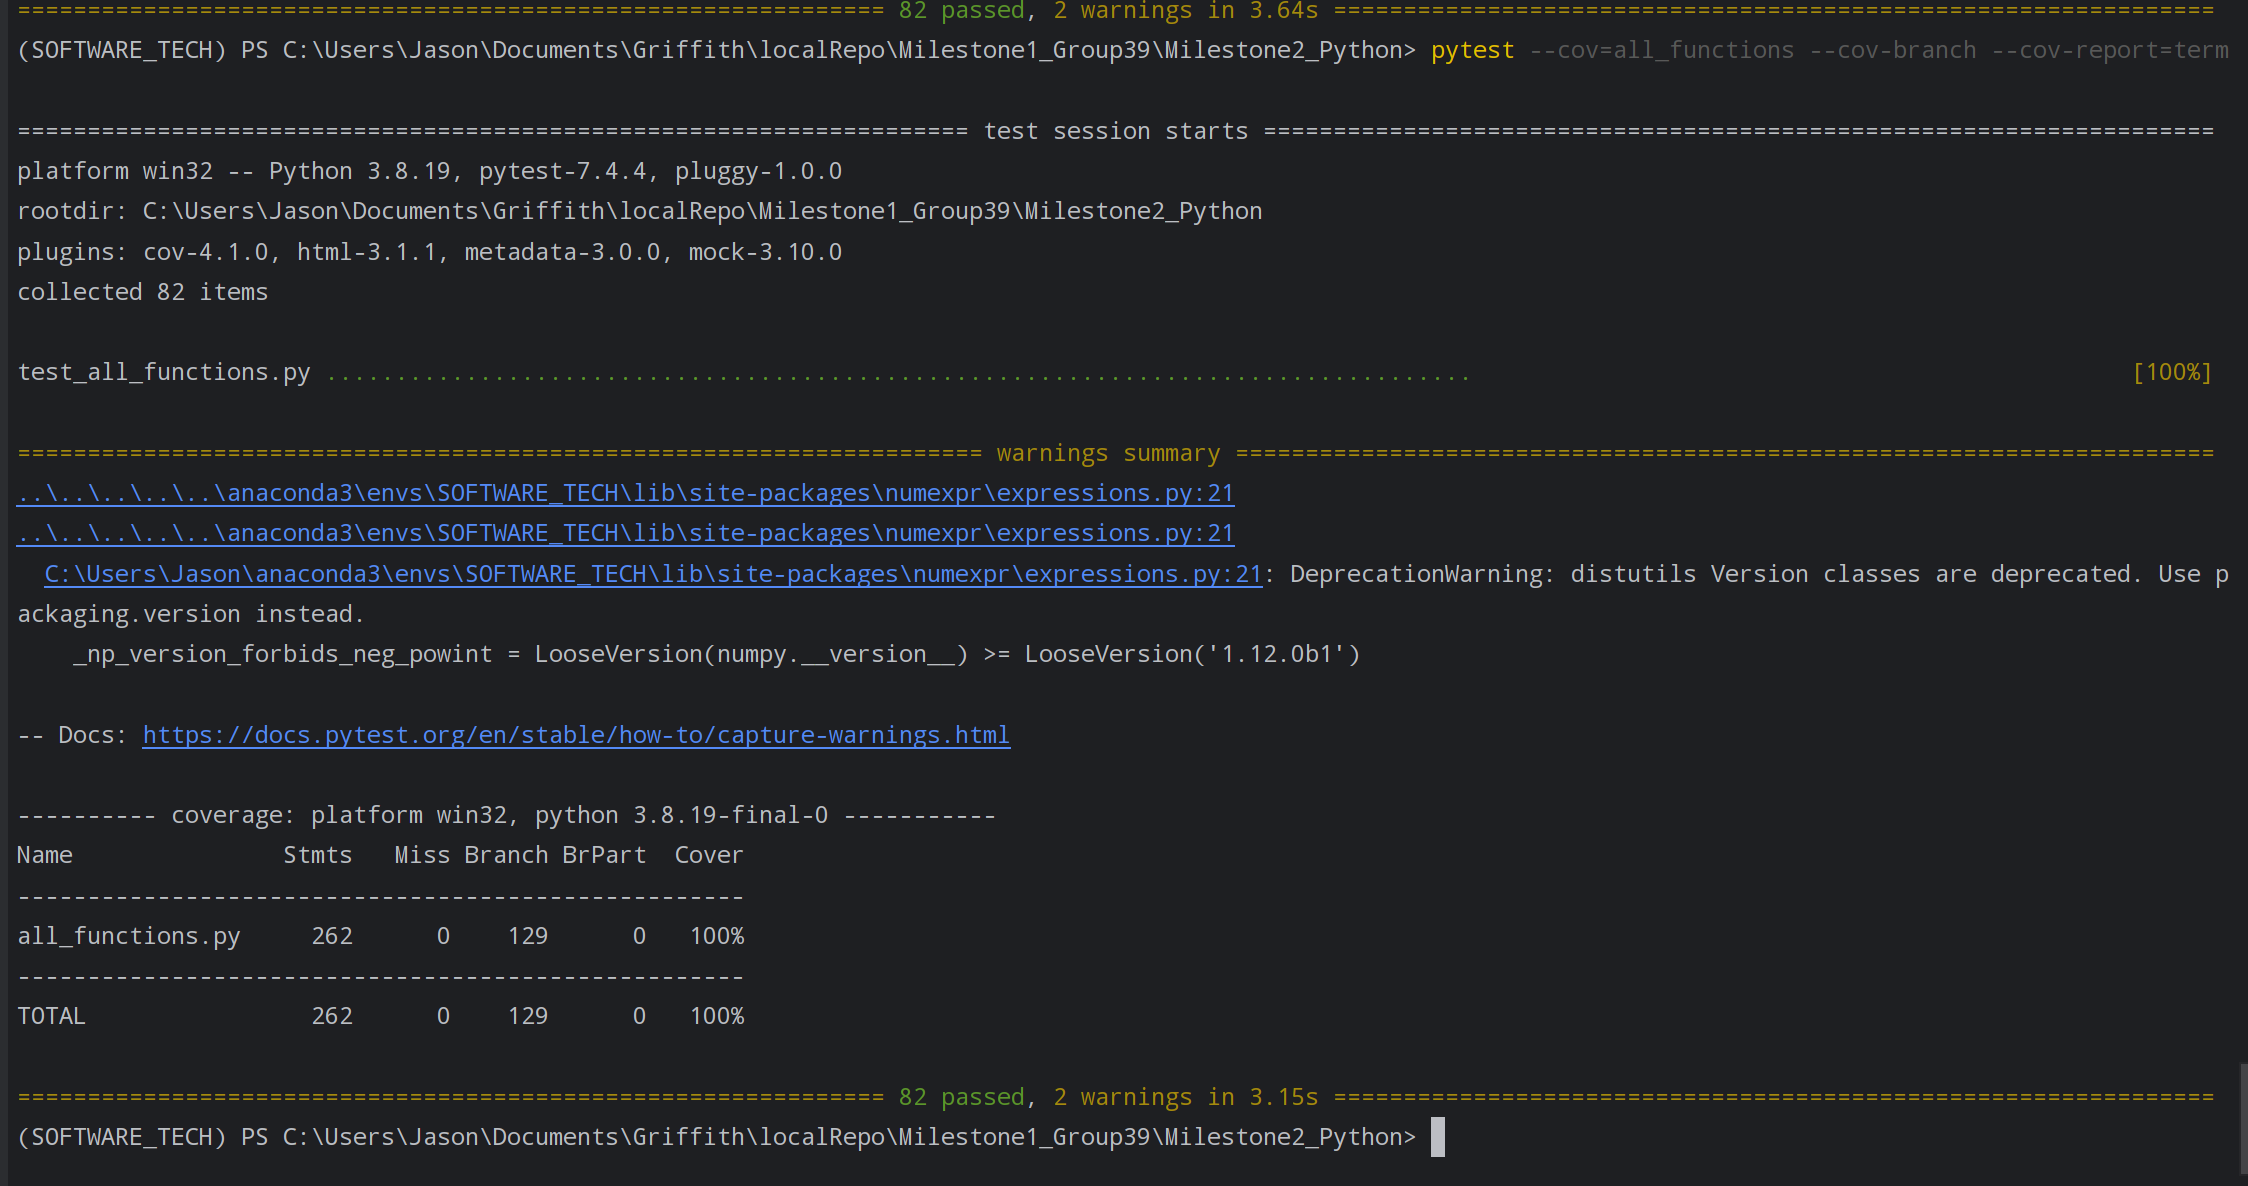 ============================================================== 82 passed, 2 warnings in 3.64s ===============================================================
(SOFTWARE_TECH) PS C:\Users\Jason\Documents\Griffith\localRepo\Milestone1_Group39\Milestone2_Python> pytest --cov=all_functions --cov-branch --cov-report=term
==================================================================== test session starts ====================================================================
platform win32 -- Python 3.8.19, pytest-7.4.4, pluggy-1.0.0
rootdir: C:\Users\Jason\Documents\Griffith\localRepo\Milestone1_Group39\Milestone2_Python
plugins: cov-4.1.0, html-3.1.1, metadata-3.0.0, mock-3.10.0
collected 82 items
test_all_functions.py .................................................................................. [100%]
===================================================================== warnings summary ======================================================================
..\..\..\..\..\anaconda3\envs\SOFTWARE_TECH\lib\site-packages\numexpr\expressions.py:21
..\..\..\..\..\anaconda3\envs\SOFTWARE_TECH\lib\site-packages\numexpr\expressions.py:21
C:\Users\Jason\anaconda3\envs\SOFTWARE_TECH\lib\site-packages\numexpr\expressions.py:21: DeprecationWarning: distutils Version classes are deprecated. Use p
ackaging.version instead.
_np_version_forbids_neg_powint = LooseVersion(numpy.__version__) >= LooseVersion('1.12.0b1')
-- Docs: https://docs.pytest.org/en/stable/how-to/capture-warnings.html
---------- coverage: platform win32, python 3.8.19-final-0 -----------
Name Stmts Miss Branch BrPart Cover
----------------------------------------------------
all_functions.py 262 0 129 0 100%
----------------------------------------------------
TOTAL 262 0 129 0 100%
============================================================== 82 passed, 2 warnings in 3.15s ===============================================================
(SOFTWARE_TECH) PS C:\Users\Jason\Documents\Griffith\localRepo\Milestone1_Group39\Milestone2_Python>